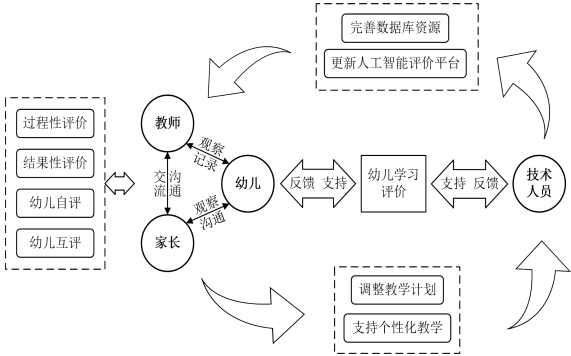 完善数据库资源
更新人工智能评价平台
过程性评价
结果性评价
幼儿自评
幼儿互评
教师
观察
记录
交流
沟通
幼儿
观察
沟通
家长
反馈 支持
幼儿学习
评价
支持 反馈
技术
人员
调整教学计划
支持个性化教学